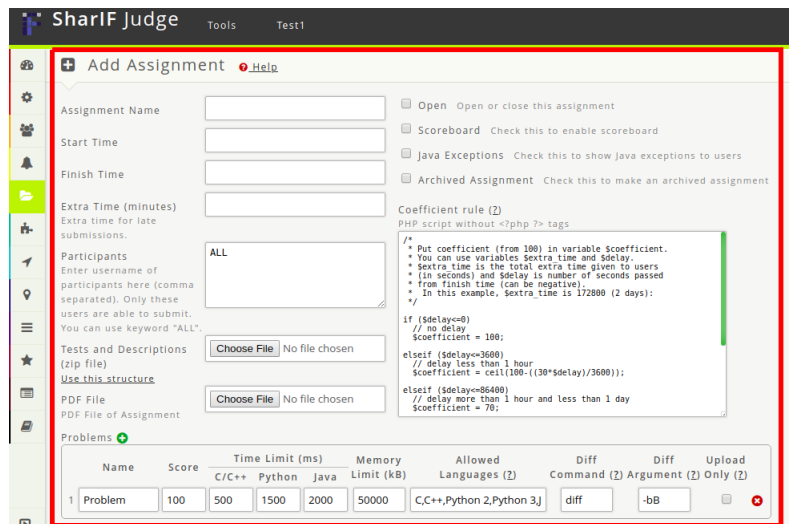 SharIF Judge Tools Test1
Add Assignment Help
Assignment Name
Start Time
Finish Time
Extra Time (minutes)
Extra time for late
submissions.
Participants
Enter username of
participants here (comma
separated). Only these
users are able to submit.
You can use keyword "ALL".
ALL
Tests and Descriptions
(zip file)
Use this structure
Choose File No file chosen
PDF File
PDF File of Assignment
Choose File No file chosen
Open Open or close this assignment
Scoreboard Check this to enable scoreboard
Java Exceptions Check this to show Java exceptions to users
Archived Assignment Check this to make an archived assignment
Coefficient rule (?)
PHP script without <?php ?> tags
/*
* Put coefficient (from 100) in variable $coefficient.
* You can use variables $extra_time and $delay.
* $extra_time is the total extra time given to users
* (in seconds) and $delay is number of seconds passed
* from finish time (can be negative).
* In this example, $extra_time is 172800 (2 days):
*/
if ($delay<=0)
// no delay
$coefficient = 100;
elseif ($delay<=3600)
// delay less than 1 hour
$coefficient = ceil(100-((30*$delay)/3600));
elseif ($delay<=86400)
// delay more than 1 hour and less than 1 day
$coefficient = 70;
Problems
Name Score Time Limit (ms) Memory Limit (kB) Allowed Languages (?) Diff Command (?) Diff Argument (?) Upload Only (?)
C/C++ Python Java
1 Problem 100 500 1500 2000 50000 C,C++,Python 2,Python 3,J diff -bB